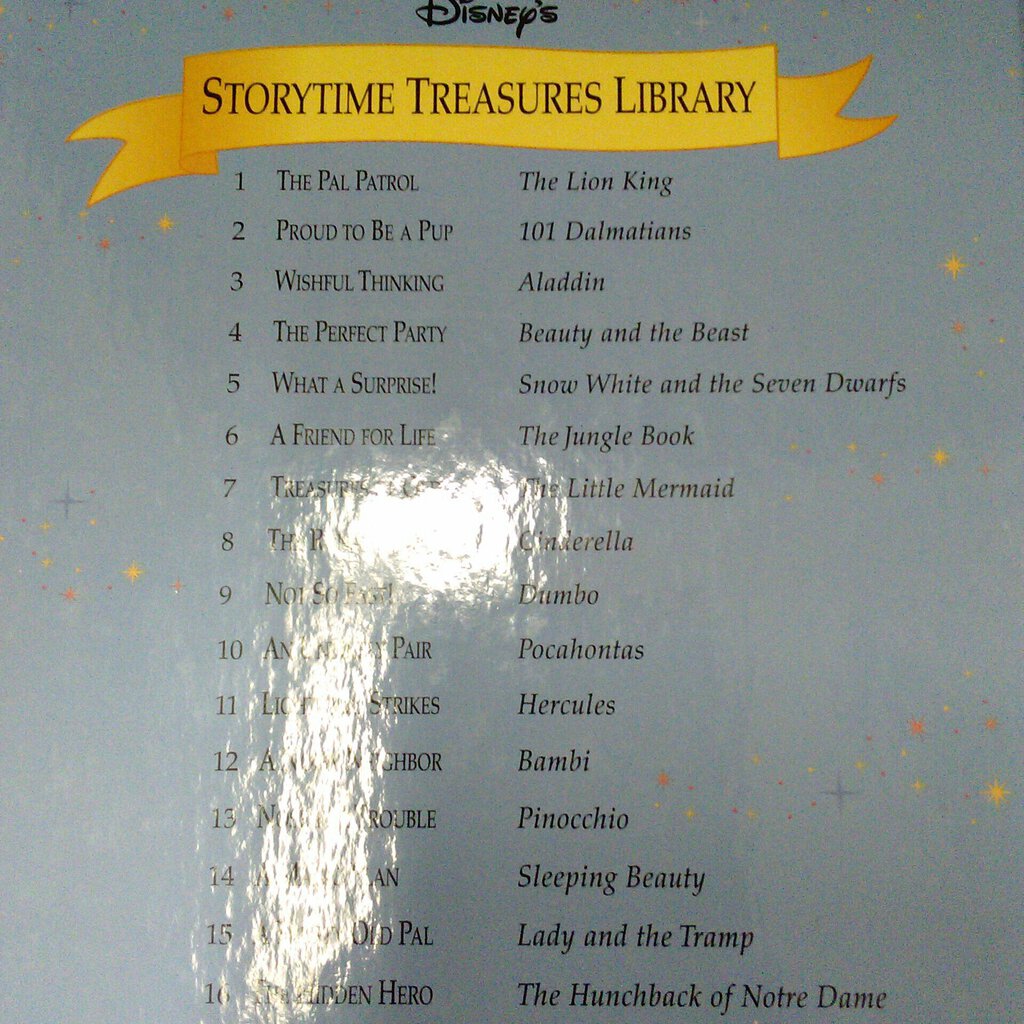 Disney's
Storytime Treasures Library
1 The Pal Patrol The Lion King
2 Proud to Be a Pup 101 Dalmatians
3 Wishful Thinking Aladdin
4 The Perfect Party Beauty and the Beast
5 What a Surprise! Snow White and the Seven Dwarfs
6 A Friend for Life The Jungle Book
7 The Little Mermaid
8 Cinderella
9 Not So Fast! Dumbo
10 Pair Pocahontas
11 Strikes Hercules
12 Bambi
13 Pinocchio
14 Sleeping Beauty
15 Old Pal Lady and the Tramp
16 The Hidden Hero The Hunchback of Notre Dame